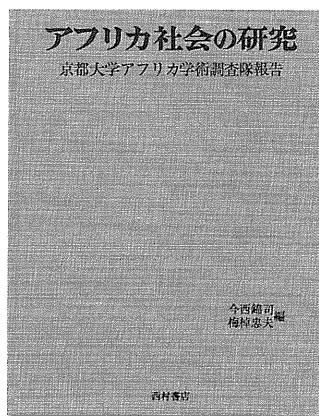 アフリカ社会の研究
京都大学アフリカ学術調査隊報告
今西錦司
梅棹忠夫
編
西村書店